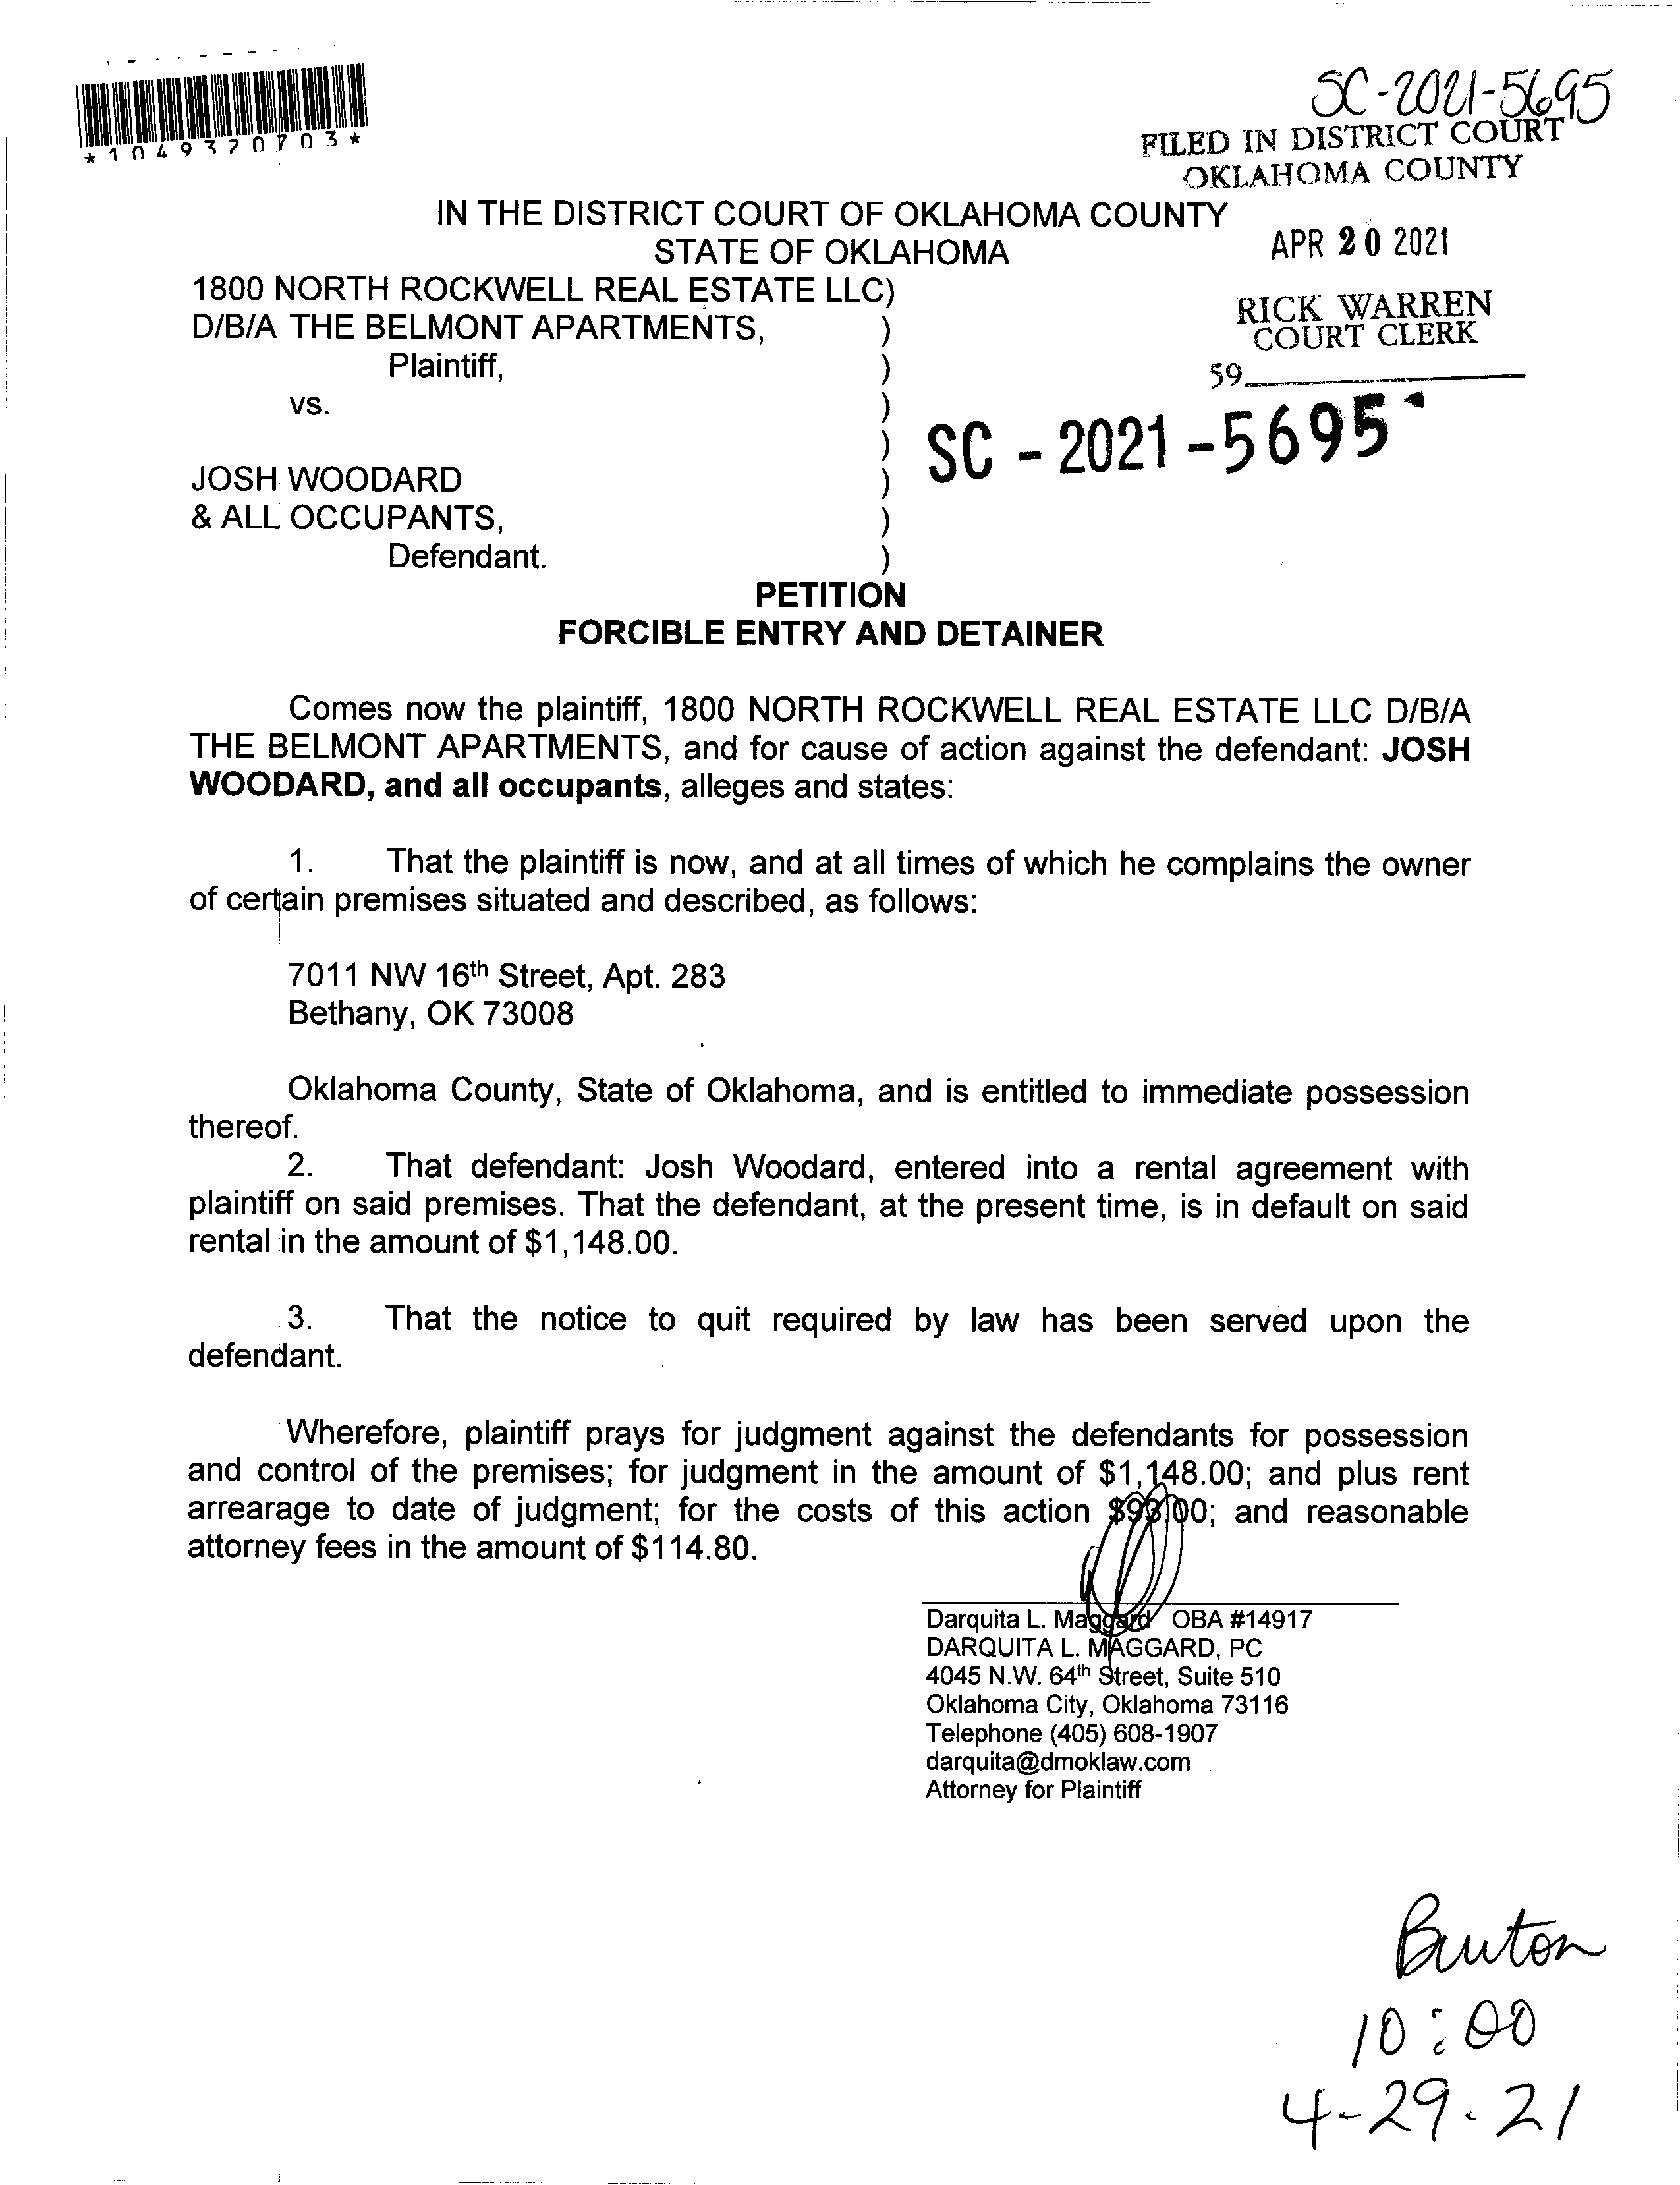 *1049320703*
SC-2021-5695
FILED IN DISTRICT COURT
OKLAHOMA COUNTY
IN THE DISTRICT COURT OF OKLAHOMA COUNTY
STATE OF OKLAHOMA
APR 20 2021
1800 NORTH ROCKWELL REAL ESTATE LLC)
D/B/A THE BELMONT APARTMENTS, )
Plaintiff, )
RICK WARREN
COURT CLERK
59
vs. )
)
SC - 2021 - 5695
JOSH WOODARD )
& ALL OCCUPANTS, )
Defendant. )
PETITION
FORCIBLE ENTRY AND DETAINER
Comes now the plaintiff, 1800 NORTH ROCKWELL REAL ESTATE LLC D/B/A
THE BELMONT APARTMENTS, and for cause of action against the defendant: JOSH
WOODARD, and all occupants, alleges and states:
1. That the plaintiff is now, and at all times of which he complains the owner
of certain premises situated and described, as follows:
7011 NW 16th Street, Apt. 283
Bethany, OK 73008
Oklahoma County, State of Oklahoma, and is entitled to immediate possession
thereof.
2. That defendant: Josh Woodard, entered into a rental agreement with
plaintiff on said premises. That the defendant, at the present time, is in default on said
rental in the amount of $1,148.00.
3. That the notice to quit required by law has been served upon the
defendant.
Wherefore, plaintiff prays for judgment against the defendants for possession
and control of the premises; for judgment in the amount of $1,148.00; and plus rent
arrearage to date of judgment; for the costs of this action $93.00; and reasonable
attorney fees in the amount of $114.80.
Darquita L. Maggard OBA #14917
DARQUITA L. MAGGARD, PC
4045 N.W. 64th Street, Suite 510
Oklahoma City, Oklahoma 73116
Telephone (405) 608-1907
darquita@dmoklaw.com
Attorney for Plaintiff
10:00
4-29-21